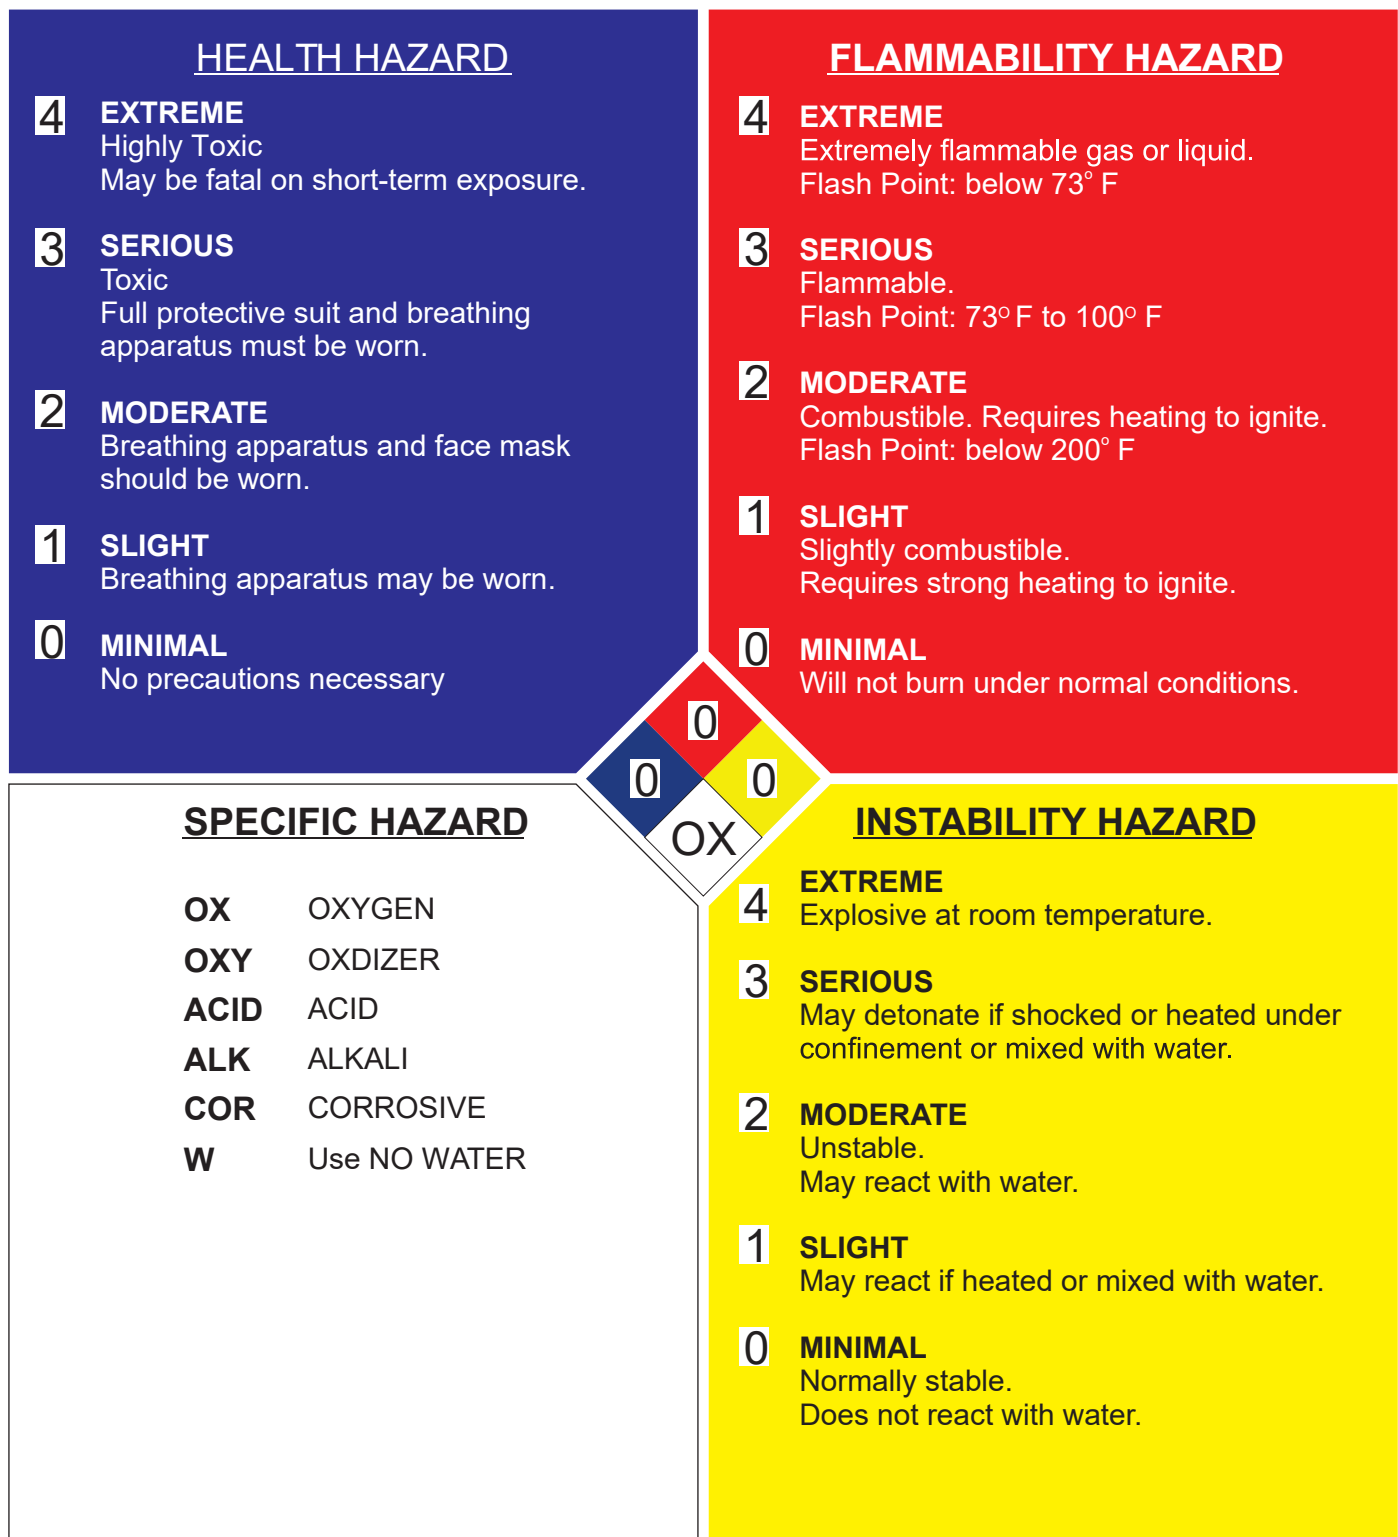 HEALTH HAZARD
4 EXTREME
Highly Toxic
May be fatal on short-term exposure.
3 SERIOUS
Toxic
Full protective suit and breathing
apparatus must be worn.
2 MODERATE
Breathing apparatus and face mask
should be worn.
1 SLIGHT
Breathing apparatus may be worn.
0 MINIMAL
No precautions necessary
FLAMMABILITY HAZARD
4 EXTREME
Extremely flammable gas or liquid.
Flash Point: below 73° F
3 SERIOUS
Flammable.
Flash Point: 73° F to 100° F
2 MODERATE
Combustible. Requires heating to ignite.
Flash Point: below 200° F
1 SLIGHT
Slightly combustible.
Requires strong heating to ignite.
0 MINIMAL
Will not burn under normal conditions.
0
0 0
OX
SPECIFIC HAZARD
OX OXYGEN
OXY OXDIZER
ACID ACID
ALK ALKALI
COR CORROSIVE
W Use NO WATER
INSTABILITY HAZARD
4 EXTREME
Explosive at room temperature.
3 SERIOUS
May detonate if shocked or heated under
confinement or mixed with water.
2 MODERATE
Unstable.
May react with water.
1 SLIGHT
May react if heated or mixed with water.
0 MINIMAL
Normally stable.
Does not react with water.